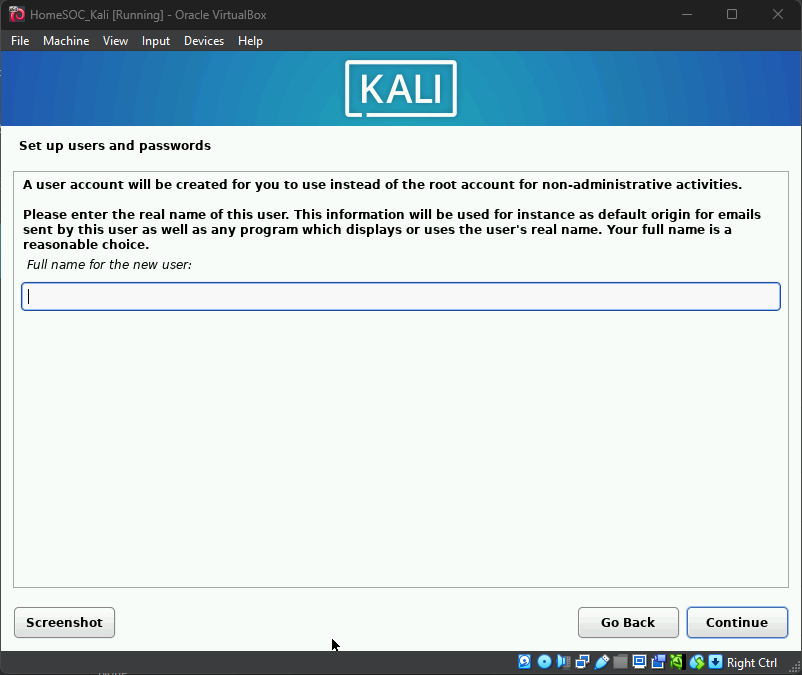 HomeSOC_Kali [Running] - Oracle VirtualBox
File Machine View Input Devices Help
KALI
Set up users and passwords
A user account will be created for you to use instead of the root account for non-administrative activities.
Please enter the real name of this user. This information will be used for instance as default origin for emails
sent by this user as well as any program which displays or uses the user's real name. Your full name is a
reasonable choice.
Full name for the new user:
Screenshot Go Back Continue
Right Ctrl